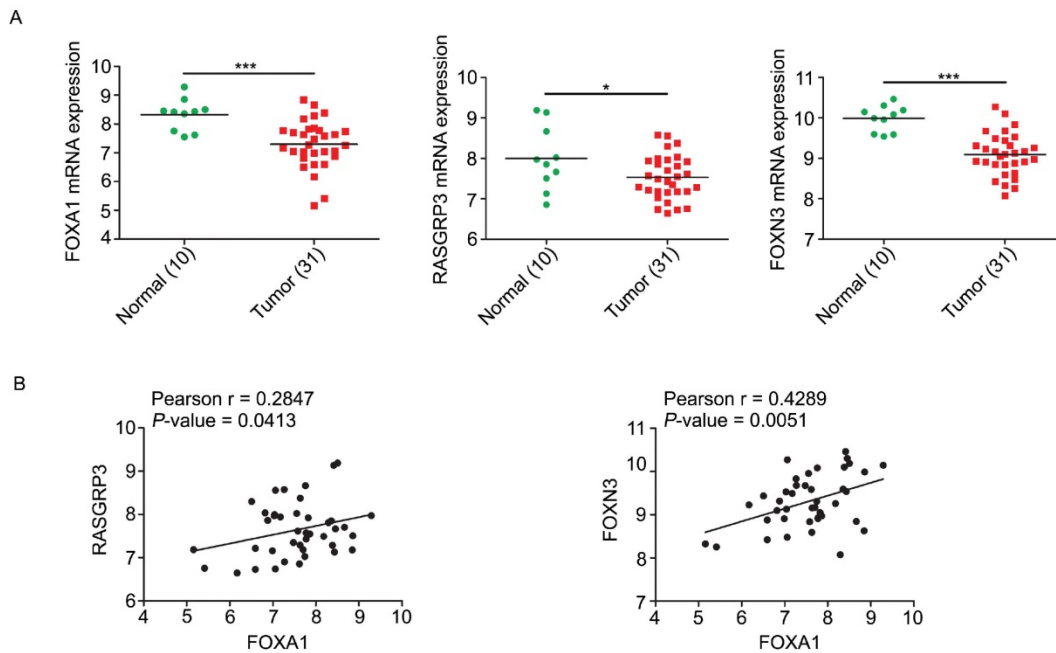 A
FOXA1 mRNA expression
10
9
8
7
6
5
4
***
Normal (10)
Tumor (31)
RASGRP3 mRNA expression
10
9
8
7
6
*
Normal (10)
Tumor (31)
FOXN3 mRNA expression
11
10
9
8
7
***
Normal (10)
Tumor (31)
B
Pearson r = 0.2847
P-value = 0.0413
RASGRP3
10
9
8
7
6
4 5 6 7 8 9 10
FOXA1
Pearson r = 0.4289
P-value = 0.0051
FOXN3
11
10
9
8
7
4 5 6 7 8 9 10
FOXA1